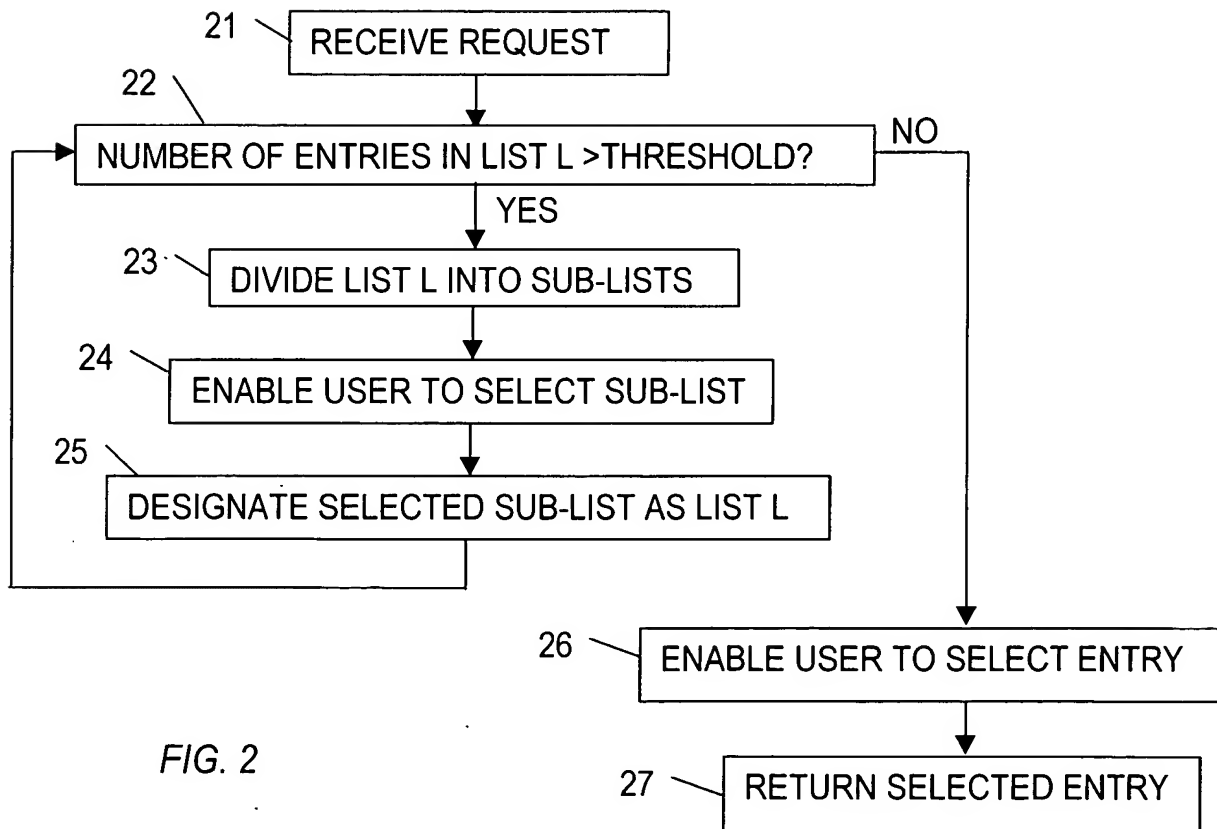 21
RECEIVE REQUEST
22
NUMBER OF ENTRIES IN LIST L >THRESHOLD?
NO
YES
23
DIVIDE LIST L INTO SUB-LISTS
24
ENABLE USER TO SELECT SUB-LIST
25
DESIGNATE SELECTED SUB-LIST AS LIST L
26
ENABLE USER TO SELECT ENTRY
27
RETURN SELECTED ENTRY
FIG. 2